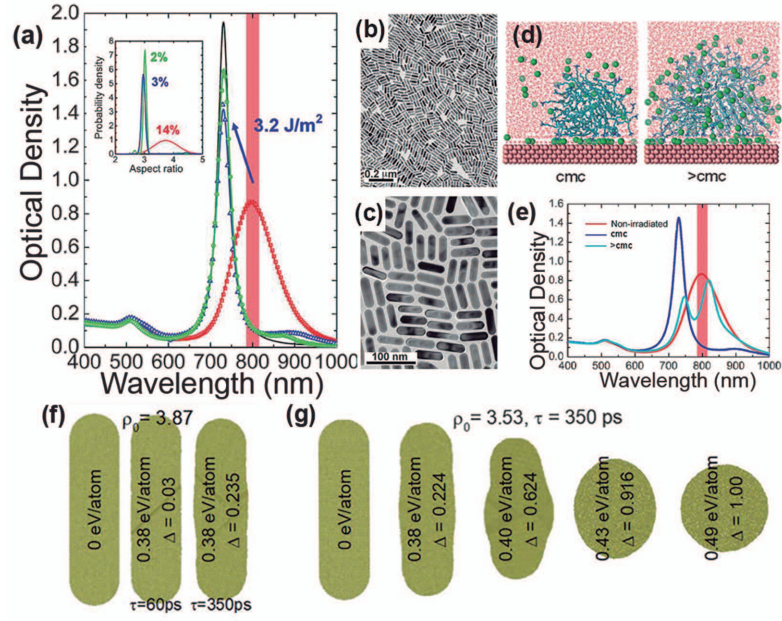 (a)
2.0
1.8
1.6
1.4
1.2
1.0
0.8
0.6
0.4
0.2
0.0
Optical Density
400 500 600 700 800 900 1000
Wavelength (nm)
Probability density
8
6
4
2
0
2%
3%
14%
2 3 4 5
Aspect ratio
3.2 J/m²
(b)
0.2 µm
(c)
100 nm
(d)
cmc
>cmc
(e)
1.6
1.4
1.2
1.0
0.8
0.6
0.4
0.2
0.0
Optical Density
Non-irradiated
cmc
>cmc
400 500 600 700 800 900 1000
Wavelength (nm)
(f)
ρ₀= 3.87
0 eV/atom
0.38 eV/atom
Δ = 0.03
0.38 eV/atom
Δ = 0.235
τ=60ps
τ=350ps
(g)
ρ₀= 3.53, τ = 350 ps
0 eV/atom
0.38 eV/atom
Δ = 0.224
0.40 eV/atom
Δ = 0.624
0.43 eV/atom
Δ = 0.916
0.49 eV/atom
Δ = 1.00